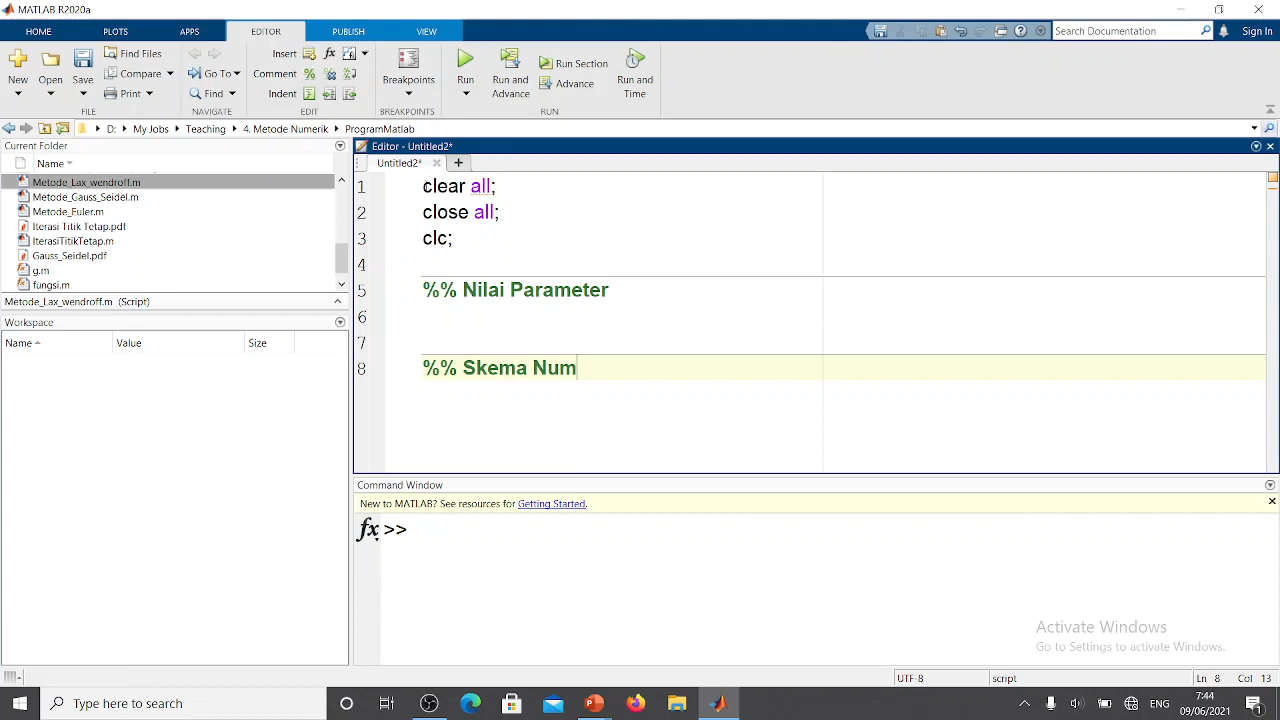 MATLAB R2020a
HOME PLOTS APPS EDITOR PUBLISH VIEW Search Documentation Sign In
New Open Save Find Files Compare Print Go To Find Insert fx Comment Indent Breakpoints Run Run and Advance Run Section Advance Run and Time
FILE NAVIGATE EDIT BREAKPOINTS RUN
D: My Jobs Teaching 4. Metode Numerik ProgramMatlab
Current Folder
Name
Metode_Lax_wendroff.m
Metode_Gauss_Seidel.m
Metode_Euler.m
Iterasi Titik Tetap.pdf
IterasiTitikTetap.m
Gauss_Seidel.pdf
g.m
fungsi.m
Metode_Lax_wendroff.m (Script)
Workspace
Name Value Size
Editor - Untitled2*
Untitled2*
1 clear all;
2 close all;
3 clc;
4
5 %% Nilai Parameter
6
7
8 %% Skema Num
Command Window
New to MATLAB? See resources for Getting Started.
fx >>
Activate Windows
Go to Settings to activate Windows.
UTF-8 script Ln 8 Col 13
Type here to search
ENG 7:44
09/06/2021